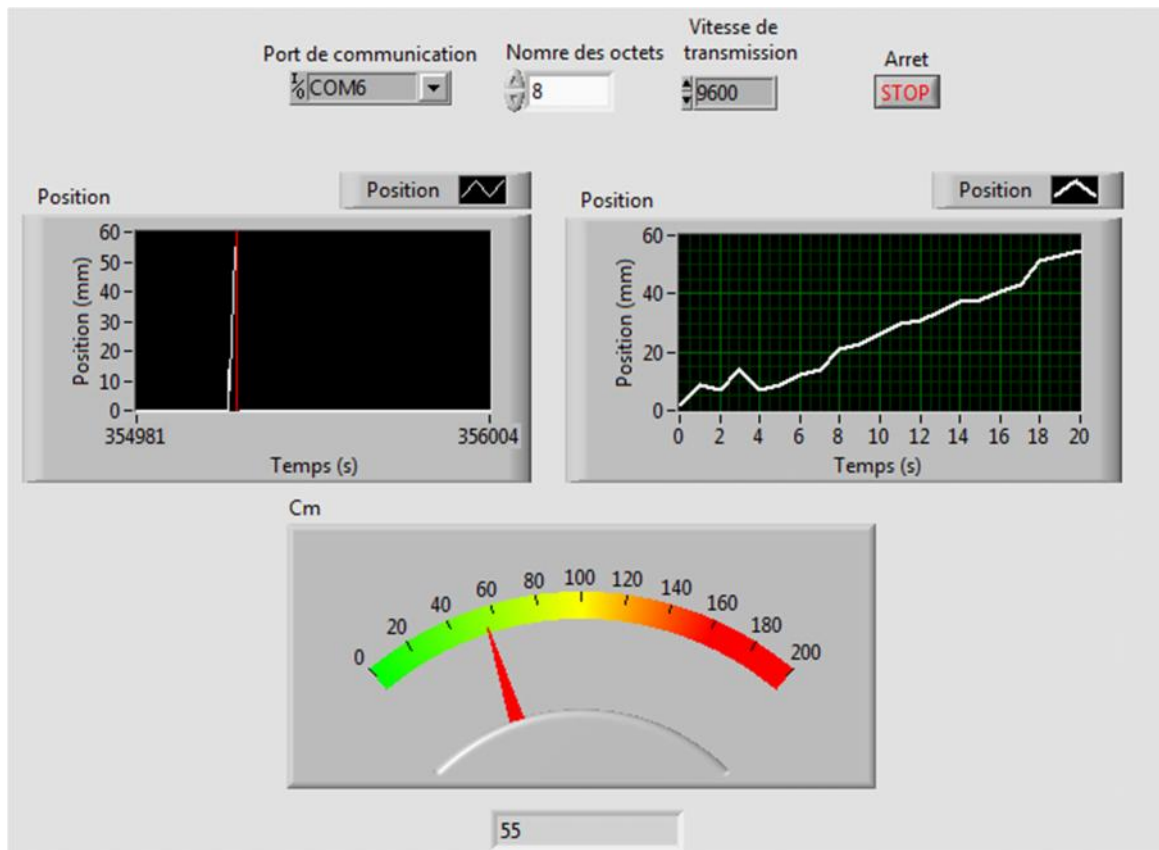 Port de communication
I/O COM6
Nomre des octets
8
Vitesse de
transmission
9600
Arret
STOP
Position
Position
60
50
40
30
20
10
0
Position (mm)
354981 356004
Temps (s)
Position
Position
60
40
20
0
Position (mm)
0 2 4 6 8 10 12 14 16 18 20
Temps (s)
Cm
0 20 40 60 80 100 120 140 160 180 200
55